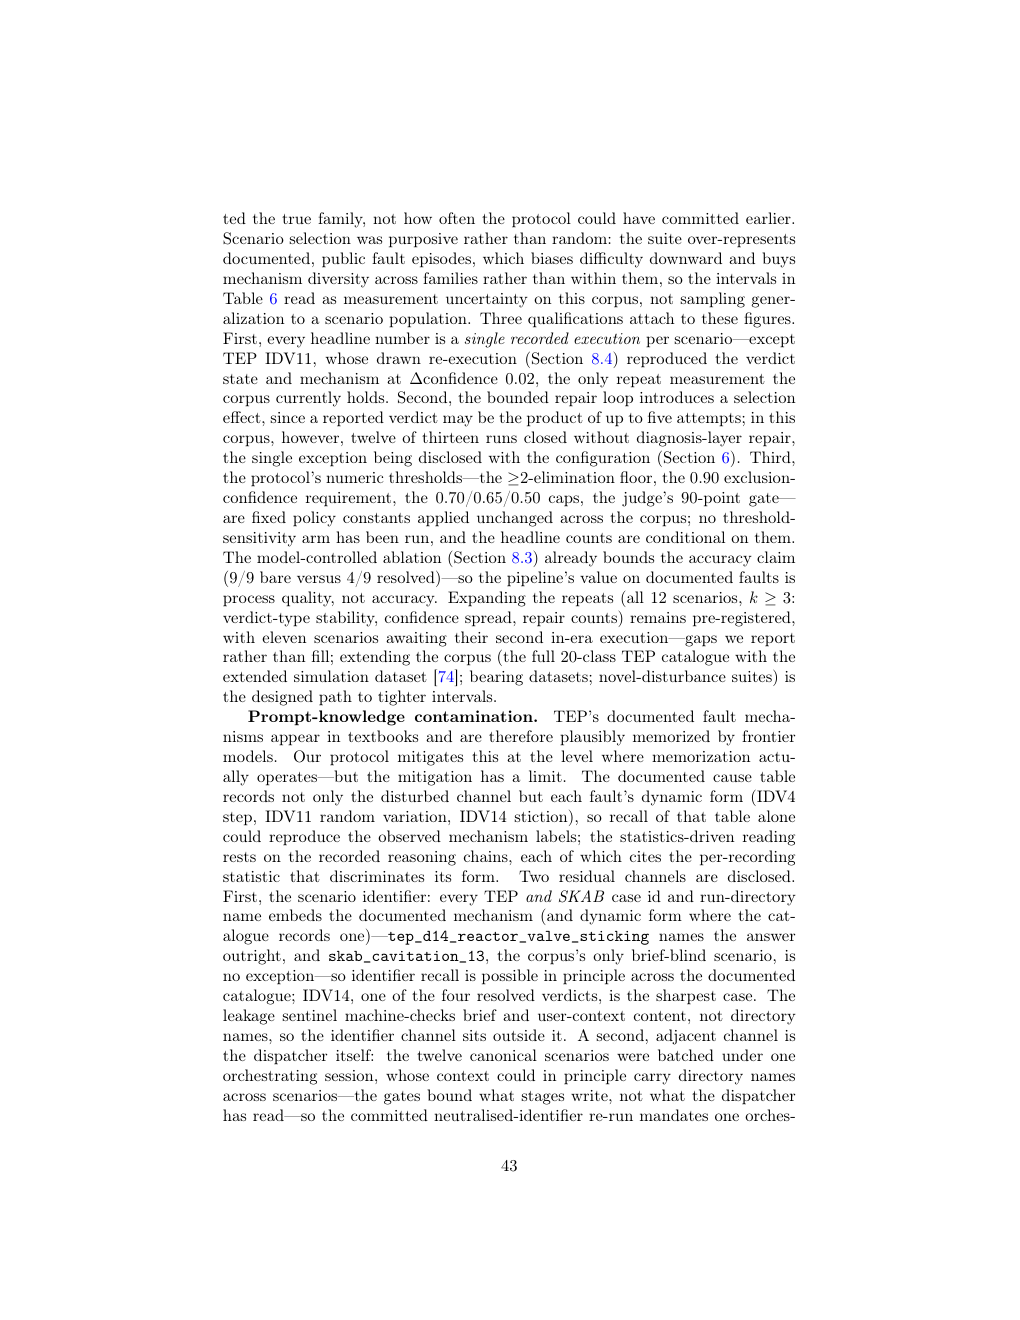 ted the true family, not how often the protocol could have committed earlier.
Scenario selection was purposive rather than random: the suite over-represents
documented, public fault episodes, which biases difficulty downward and buys
mechanism diversity across families rather than within them, so the intervals in
Table 6 read as measurement uncertainty on this corpus, not sampling gener-
alization to a scenario population. Three qualifications attach to these figures.
First, every headline number is a single recorded execution per scenario—except
TEP IDV11, whose drawn re-execution (Section 8.4) reproduced the verdict
state and mechanism at Δconfidence 0.02, the only repeat measurement the
corpus currently holds. Second, the bounded repair loop introduces a selection
effect, since a reported verdict may be the product of up to five attempts; in this
corpus, however, twelve of thirteen runs closed without diagnosis-layer repair,
the single exception being disclosed with the configuration (Section 6). Third,
the protocol's numeric thresholds—the ≥2-elimination floor, the 0.90 exclusion-
confidence requirement, the 0.70/0.65/0.50 caps, the judge's 90-point gate—
are fixed policy constants applied unchanged across the corpus; no threshold-
sensitivity arm has been run, and the headline counts are conditional on them.
The model-controlled ablation (Section 8.3) already bounds the accuracy claim
(9/9 bare versus 4/9 resolved)—so the pipeline's value on documented faults is
process quality, not accuracy. Expanding the repeats (all 12 scenarios, k ≥ 3:
verdict-type stability, confidence spread, repair counts) remains pre-registered,
with eleven scenarios awaiting their second in-era execution—gaps we report
rather than fill; extending the corpus (the full 20-class TEP catalogue with the
extended simulation dataset [74]; bearing datasets; novel-disturbance suites) is
the designed path to tighter intervals.
Prompt-knowledge contamination. TEP's documented fault mecha-
nisms appear in textbooks and are therefore plausibly memorized by frontier
models. Our protocol mitigates this at the level where memorization actu-
ally operates—but the mitigation has a limit. The documented cause table
records not only the disturbed channel but each fault's dynamic form (IDV4
step, IDV11 random variation, IDV14 stiction), so recall of that table alone
could reproduce the observed mechanism labels; the statistics-driven reading
rests on the recorded reasoning chains, each of which cites the per-recording
statistic that discriminates its form. Two residual channels are disclosed.
First, the scenario identifier: every TEP and SKAB case id and run-directory
name embeds the documented mechanism (and dynamic form where the cat-
alogue records one)—tep_d14_reactor_valve_sticking names the answer
outright, and skab_cavitation_13, the corpus's only brief-blind scenario, is
no exception—so identifier recall is possible in principle across the documented
catalogue; IDV14, one of the four resolved verdicts, is the sharpest case. The
leakage sentinel machine-checks brief and user-context content, not directory
names, so the identifier channel sits outside it. A second, adjacent channel is
the dispatcher itself: the twelve canonical scenarios were batched under one
orchestrating session, whose context could in principle carry directory names
across scenarios—the gates bound what stages write, not what the dispatcher
has read—so the committed neutralised-identifier re-run mandates one orches-
43